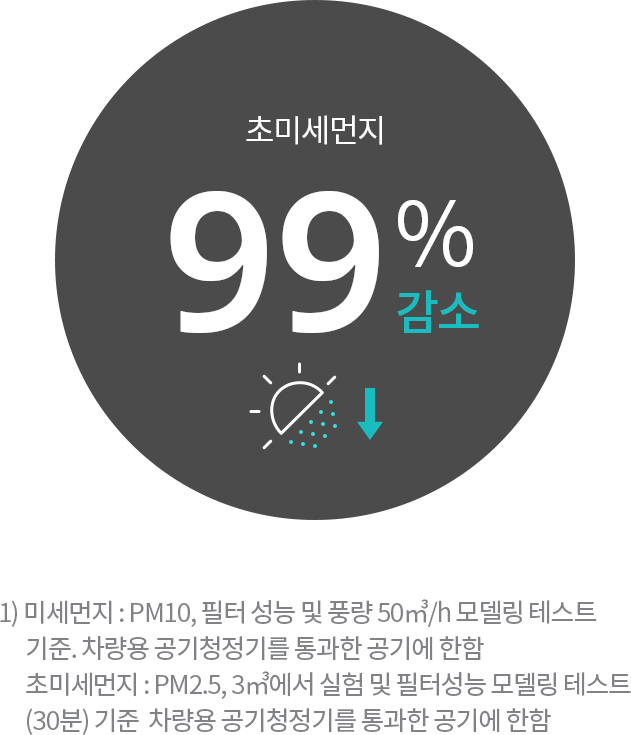 초미세먼지
99%
감소
1) 미세먼지 : PM10, 필터 성능 및 풍량 50㎥/h 모델링 테스트
기준. 차량용 공기청정기를 통과한 공기에 한함
초미세먼지 : PM2.5, 3㎥에서 실험 및 필터성능 모델링 테스트
(30분) 기준 차량용 공기청정기를 통과한 공기에 한함